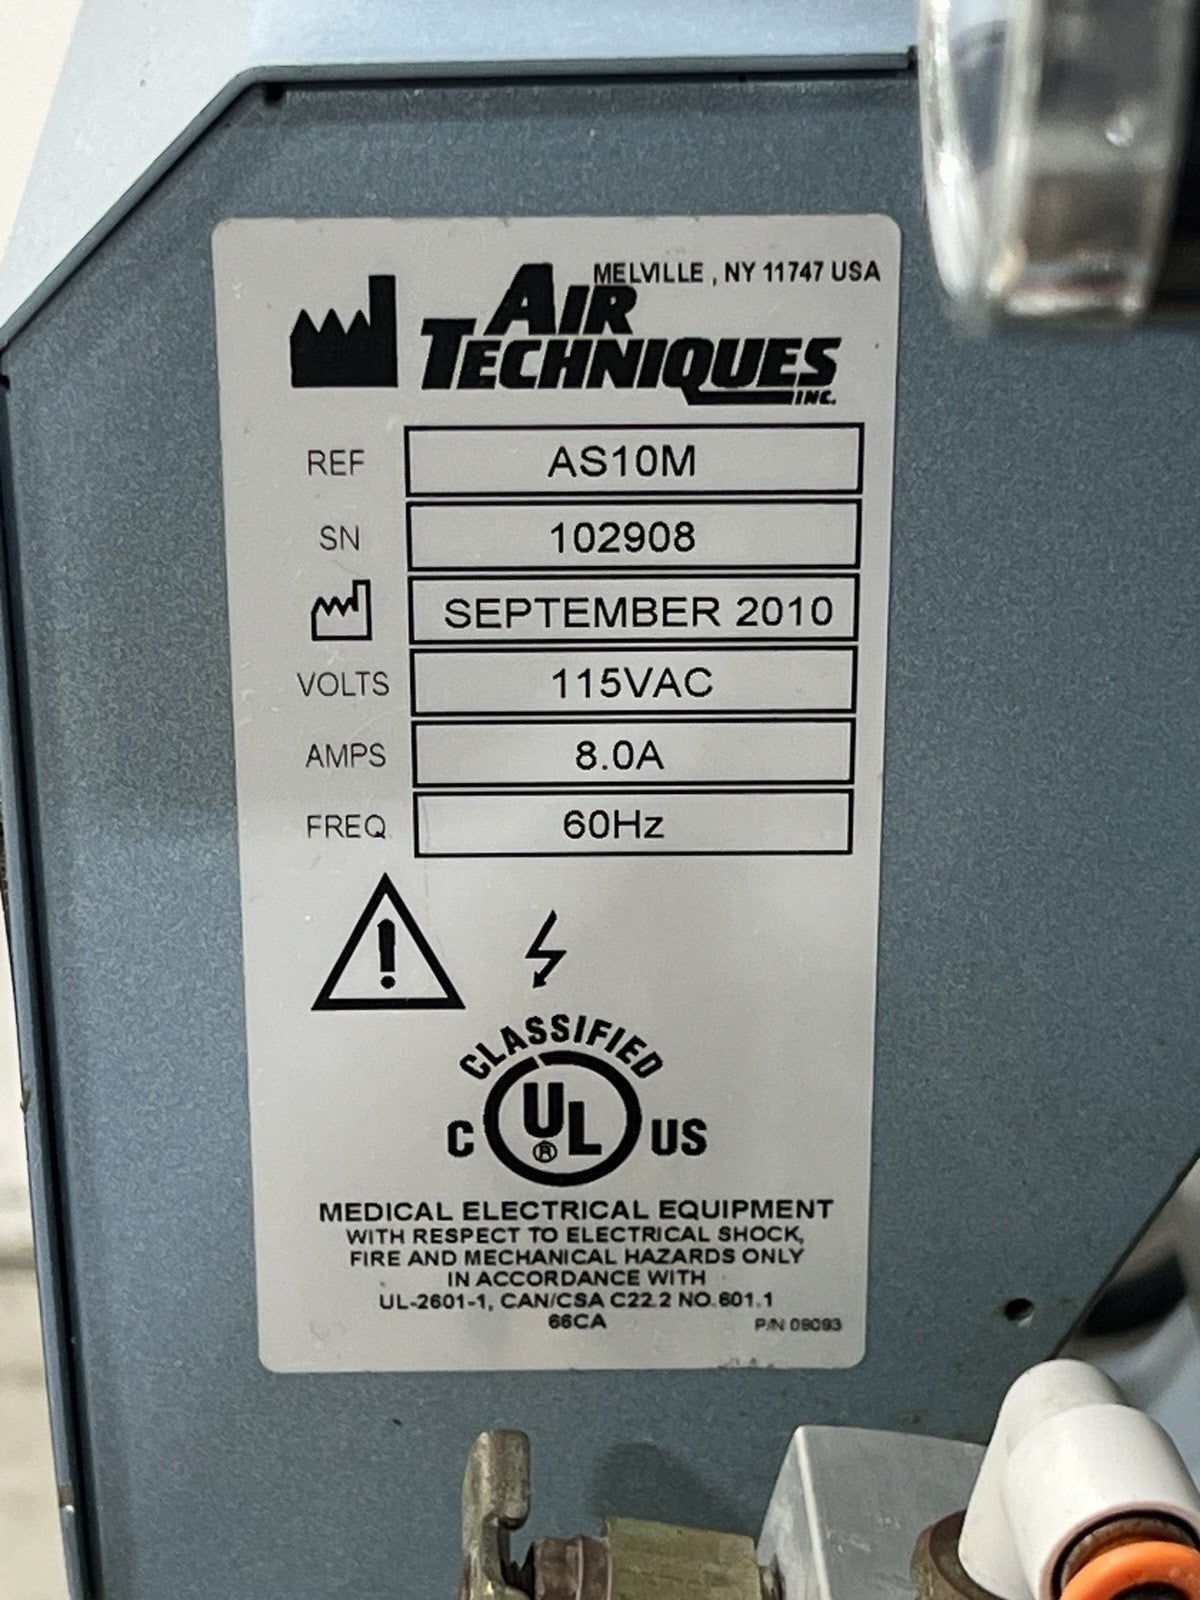 MELVILLE , NY 11747 USA
AIR
TECHNIQUES
INC.
REF AS10M
SN 102908
SEPTEMBER 2010
VOLTS 115VAC
AMPS 8.0A
FREQ 60Hz
!
CLASSIFIED
C UL ® US
MEDICAL ELECTRICAL EQUIPMENT
WITH RESPECT TO ELECTRICAL SHOCK,
FIRE AND MECHANICAL HAZARDS ONLY
IN ACCORDANCE WITH
UL-2601-1, CAN/CSA C22.2 NO.601.1
66CA P/N 09093